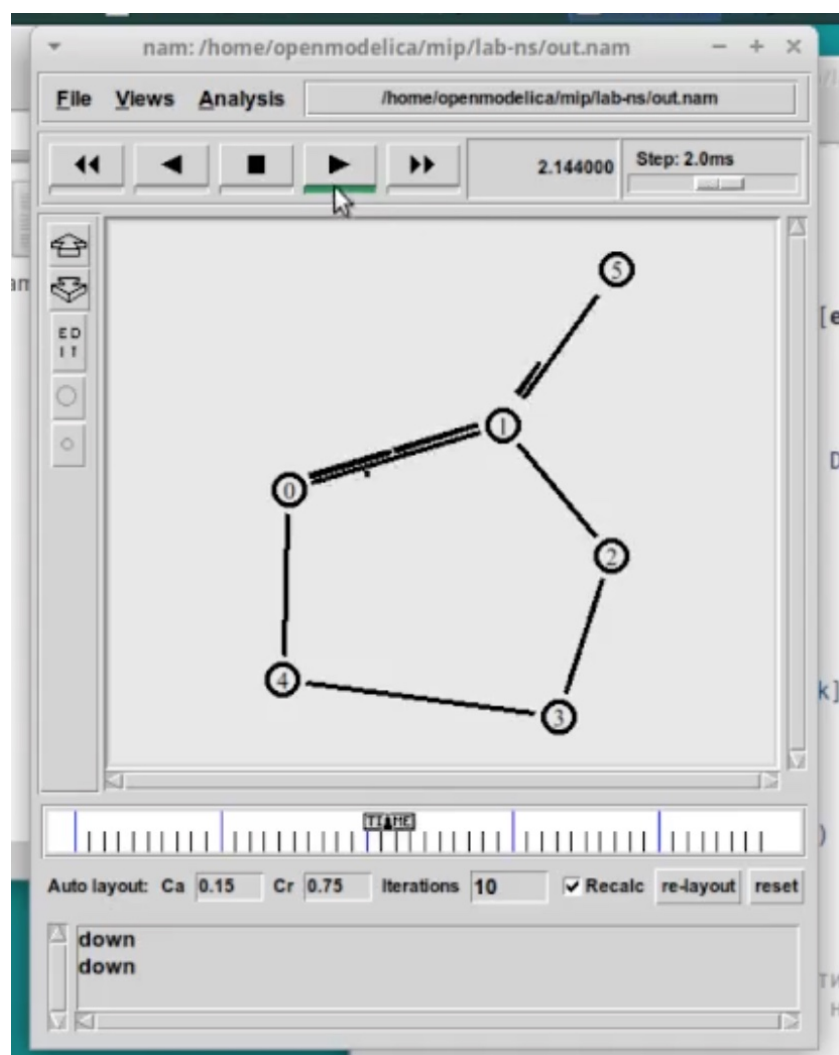 nam: /home/openmodelica/mip/lab-ns/out.nam
File Views Analysis /home/openmodelica/mip/lab-ns/out.nam
2.144000 Step: 2.0ms
5
E D
I T
1
0
2
4
3
TIME
Auto layout: Ca 0.15 Cr 0.75 Iterations 10 Recalc re-layout reset
down
down